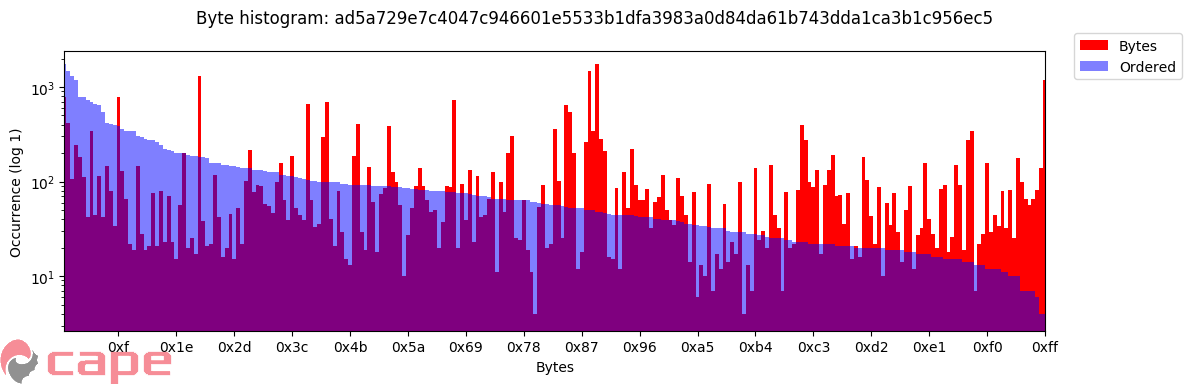 Byte histogram: ad5a729e7c4047c946601e5533b1dfa3983a0d84da61b743dda1ca3b1c956ec5
Bytes
Ordered
Occurrence (log 1)
10³
10²
10¹
0xf 0x1e 0x2d 0x3c 0x4b 0x5a 0x69 0x78 0x87 0x96 0xa5 0xb4 0xc3 0xd2 0xe1 0xf0 0xff
Bytes
cape